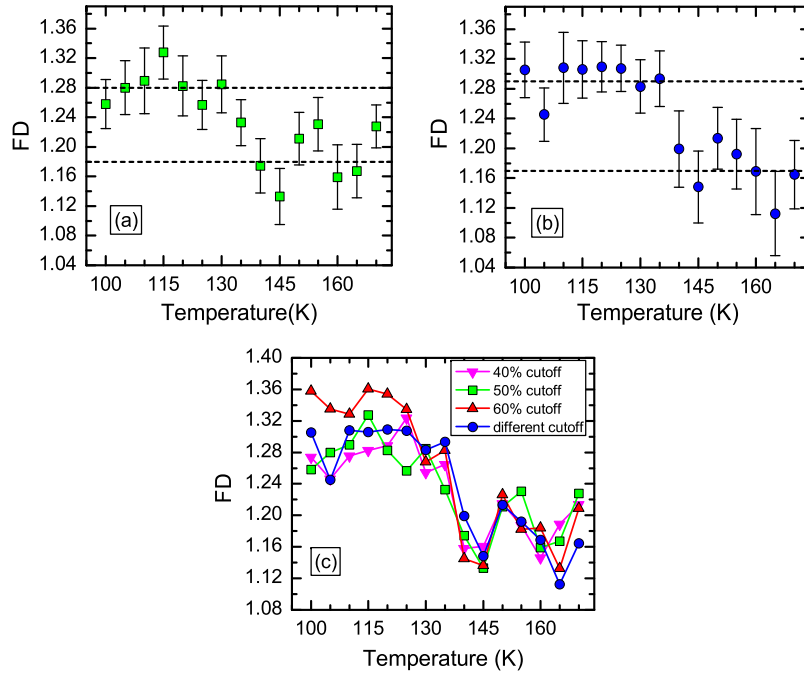 1.36
1.32
1.28
1.24
1.20
1.16
1.12
1.08
1.04
FD
(a)
100 115 130 145 160
Temperature(K)
1.36
1.32
1.28
1.24
1.20
1.16
1.12
1.08
1.04
FD
(b)
100 115 130 145 160
Temperature (K)
1.40
1.36
1.32
1.28
1.24
1.20
1.16
1.12
1.08
FD
40% cutoff
50% cutoff
60% cutoff
different cutoff
(c)
100 115 130 145 160
Temperature (K)